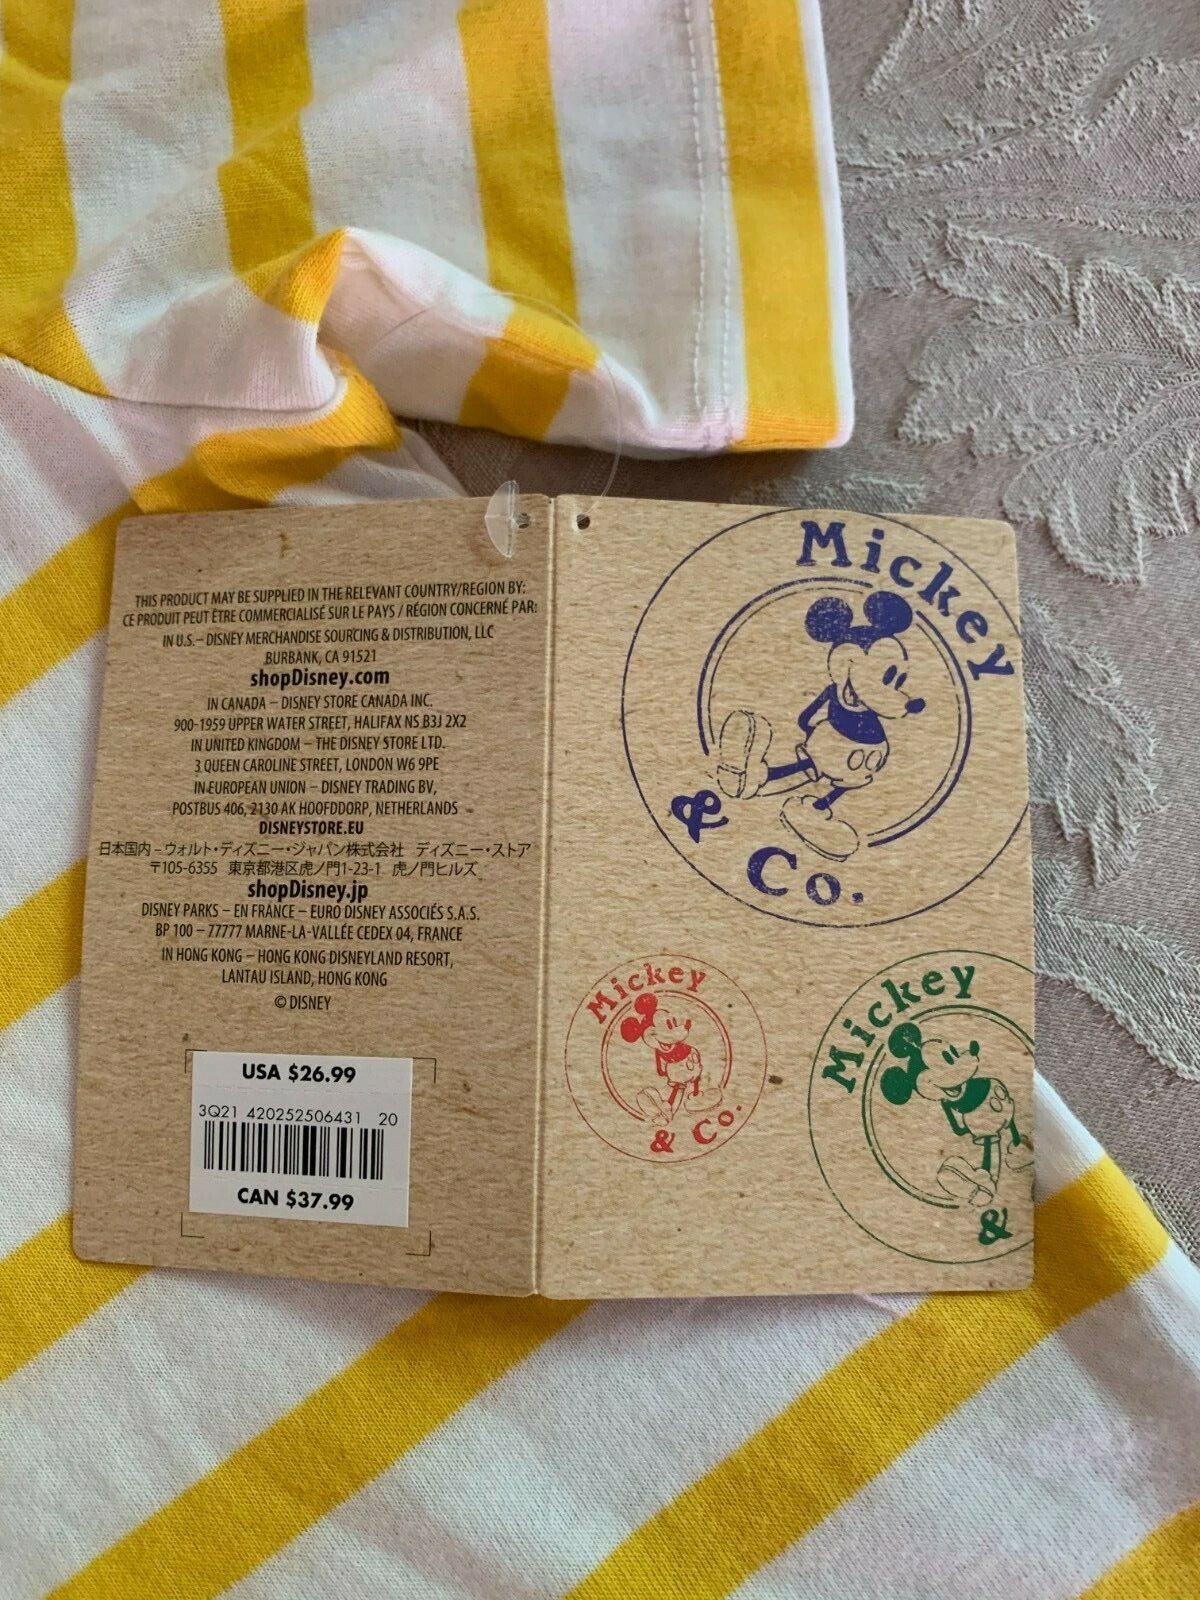 THIS PRODUCT MAY BE SUPPLIED IN THE RELEVANT COUNTRY/REGION BY:
CE PRODUIT PEUT ÊTRE COMMERCIALISÉ SUR LE PAYS / RÉGION CONCERNÉ PAR:
IN U.S.– DISNEY MERCHANDISE SOURCING & DISTRIBUTION, LLC
BURBANK, CA 91521
shopDisney.com
IN CANADA – DISNEY STORE CANADA INC.
900-1959 UPPER WATER STREET, HALIFAX NS B3J 2X2
IN UNITED KINGDOM – THE DISNEY STORE LTD.
3 QUEEN CAROLINE STREET, LONDON W6 9PE
IN EUROPEAN UNION – DISNEY TRADING BV,
POSTBUS 406, 2130 AK HOOFDDORP, NETHERLANDS
DISNEYSTORE.EU
日本国内 – ウォルト・ディズニー・ジャパン株式会社 ディズニー・ストア
〒105-6355 東京都港区虎ノ門1-23-1 虎ノ門ヒルズ
shopDisney.jp
DISNEY PARKS – EN FRANCE – EURO DISNEY ASSOCIÉS S.A.S.
BP 100 – 77777 MARNE-LA-VALLÉE CEDEX 04, FRANCE
IN HONG KONG – HONG KONG DISNEYLAND RESORT,
LANTAU ISLAND, HONG KONG
© DISNEY
USA $26.99
3Q21 420252506431 20
CAN $37.99
Mickey
& Co.
Mickey
& Co.
Mickey
&